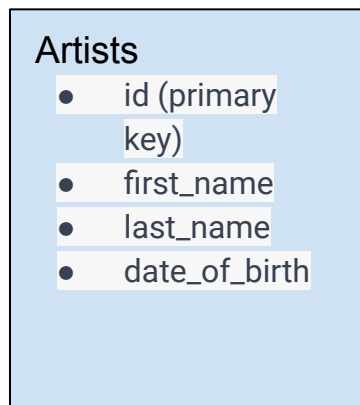 Artists
● id (primary
key)
● first_name
● last_name
● date_of_birth